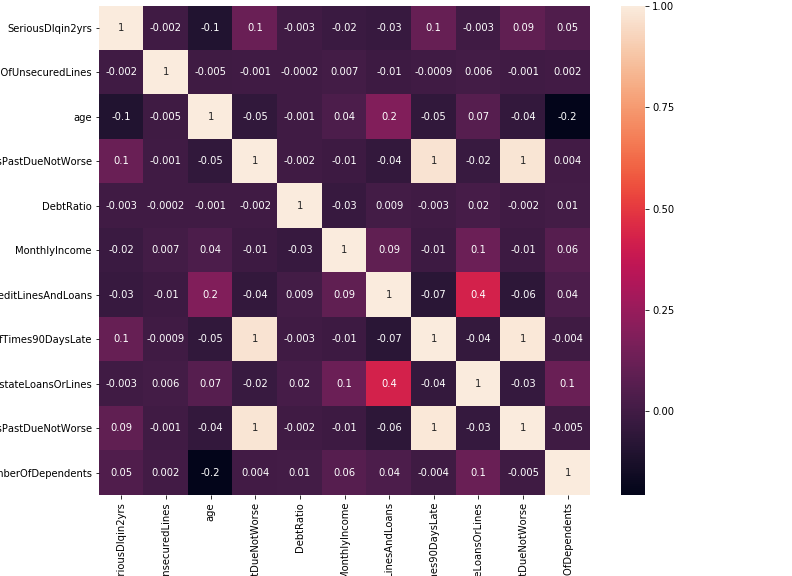 SeriousDlqin2yrs 1 -0.002 -0.1 0.1 -0.003 -0.02 -0.03 0.1 -0.003 0.09 0.05
OfUnsecuredLines -0.002 1 -0.005 -0.001 -0.0002 0.007 -0.01 -0.0009 0.006 -0.001 0.002
age -0.1 -0.005 1 -0.05 -0.001 0.04 0.2 -0.05 0.07 -0.04 -0.2
sPastDueNotWorse 0.1 -0.001 -0.05 1 -0.002 -0.01 -0.04 1 -0.02 1 0.004
DebtRatio -0.003 -0.0002 -0.001 -0.002 1 -0.03 0.009 -0.003 0.02 -0.002 0.01
MonthlyIncome -0.02 0.007 0.04 -0.01 -0.03 1 0.09 -0.01 0.1 -0.01 0.06
editLinesAndLoans -0.03 -0.01 0.2 -0.04 0.009 0.09 1 -0.07 0.4 -0.06 0.04
fTimes90DaysLate 0.1 -0.0009 -0.05 1 -0.003 -0.01 -0.07 1 -0.04 1 -0.004
stateLoansOrLines -0.003 0.006 0.07 -0.02 0.02 0.1 0.4 -0.04 1 -0.03 0.1
sPastDueNotWorse 0.09 -0.001 -0.04 1 -0.002 -0.01 -0.06 1 -0.03 1 -0.005
nberOfDependents 0.05 0.002 -0.2 0.004 0.01 0.06 0.04 -0.004 0.1 -0.005 1
riousDlqin2yrs
nsecuredLines
age
tDueNotWorse
DebtRatio
MonthlyIncome
LinesAndLoans
nes90DaysLate
eLoansOrLines
tDueNotWorse
OfDependents
1.00
0.75
0.50
0.25
0.00